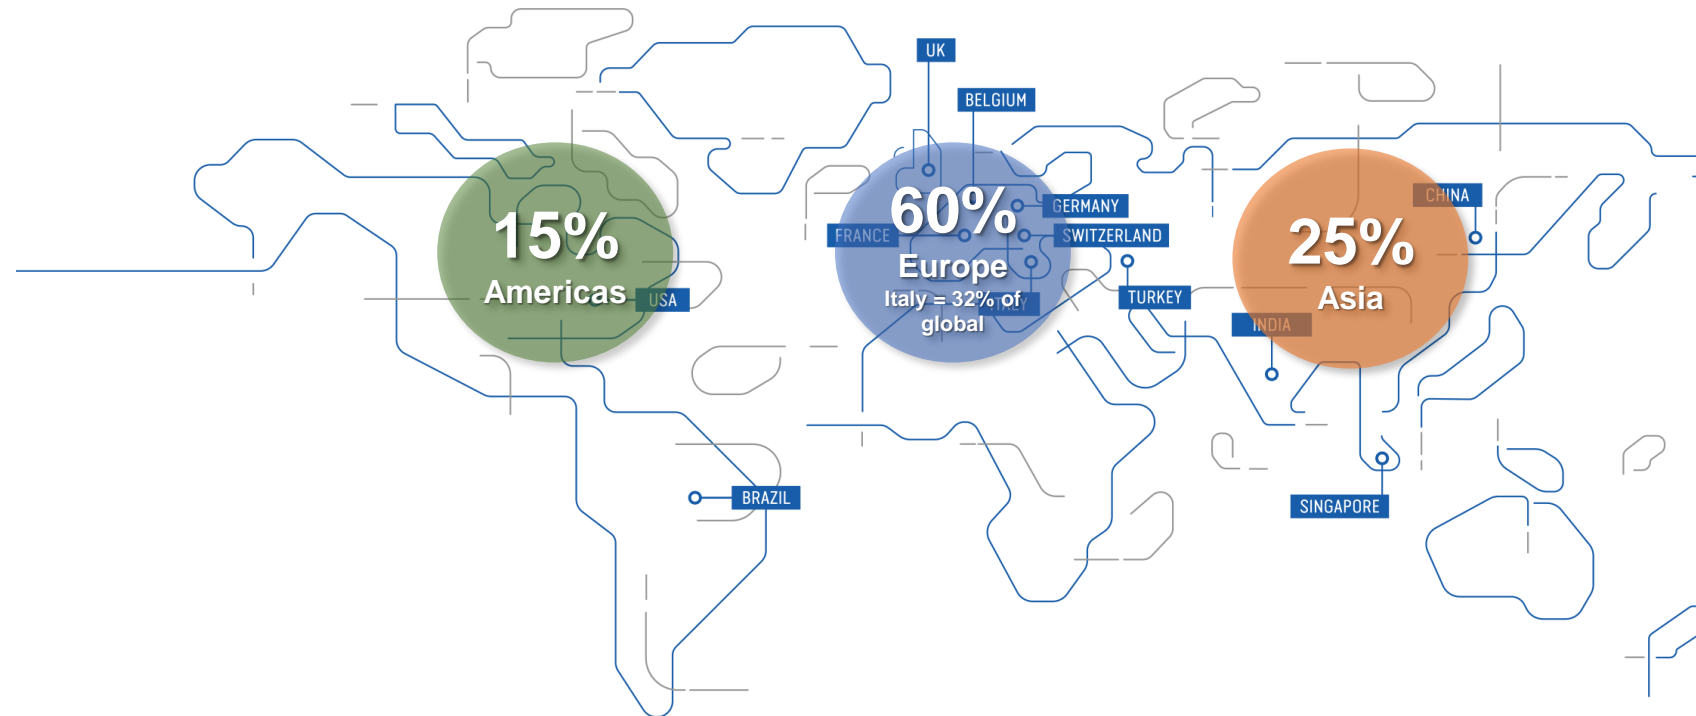 UK
BELGIUM
15%
Americas
USA
60%
Europe
Italy = 32% of
global
FRANCE
GERMANY
SWITZERLAND
ITALY
TURKEY
25%
Asia
CHINA
INDIA
BRAZIL
SINGAPORE